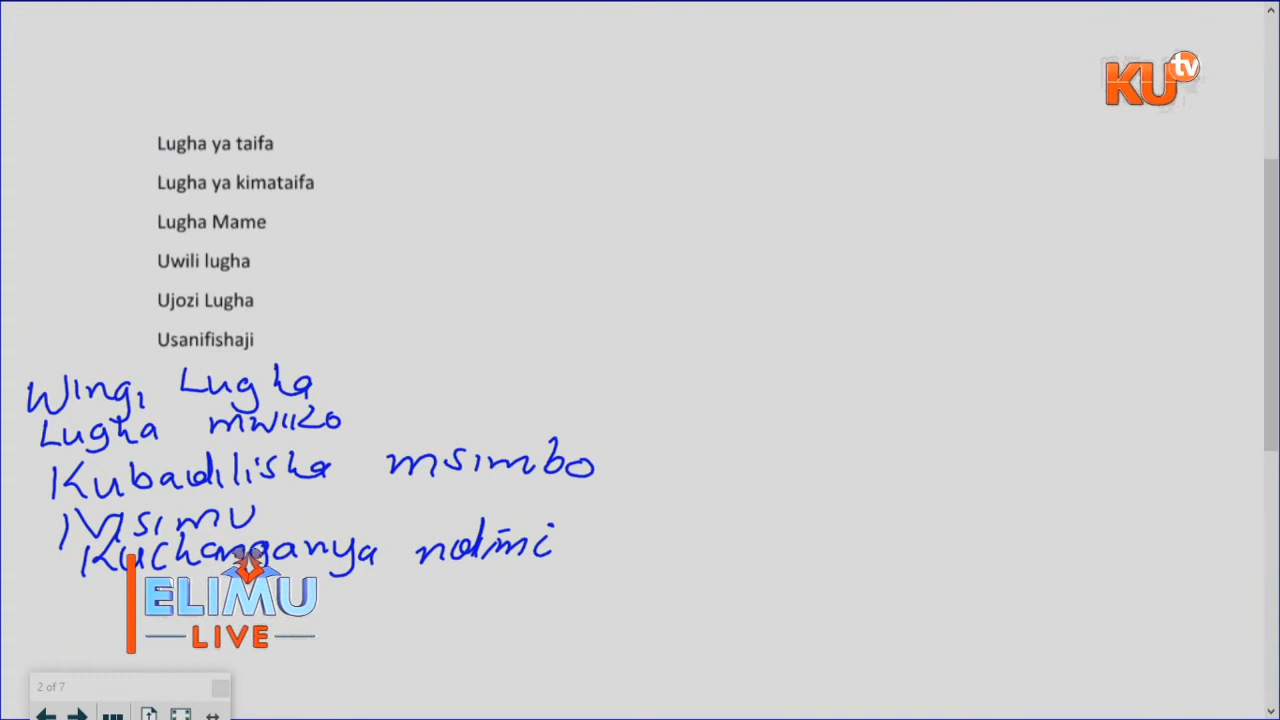 KU tv
Lugha ya taifa
Lugha ya kimataifa
Lugha Mame
Uwili lugha
Ujozi Lugha
Usanifishaji
Wingi Lugha
Lugha mwiizo
Kubadilisha msimbo
Misimu
Kuchanganya ndimi
ELIMU
LIVE
2 of 7